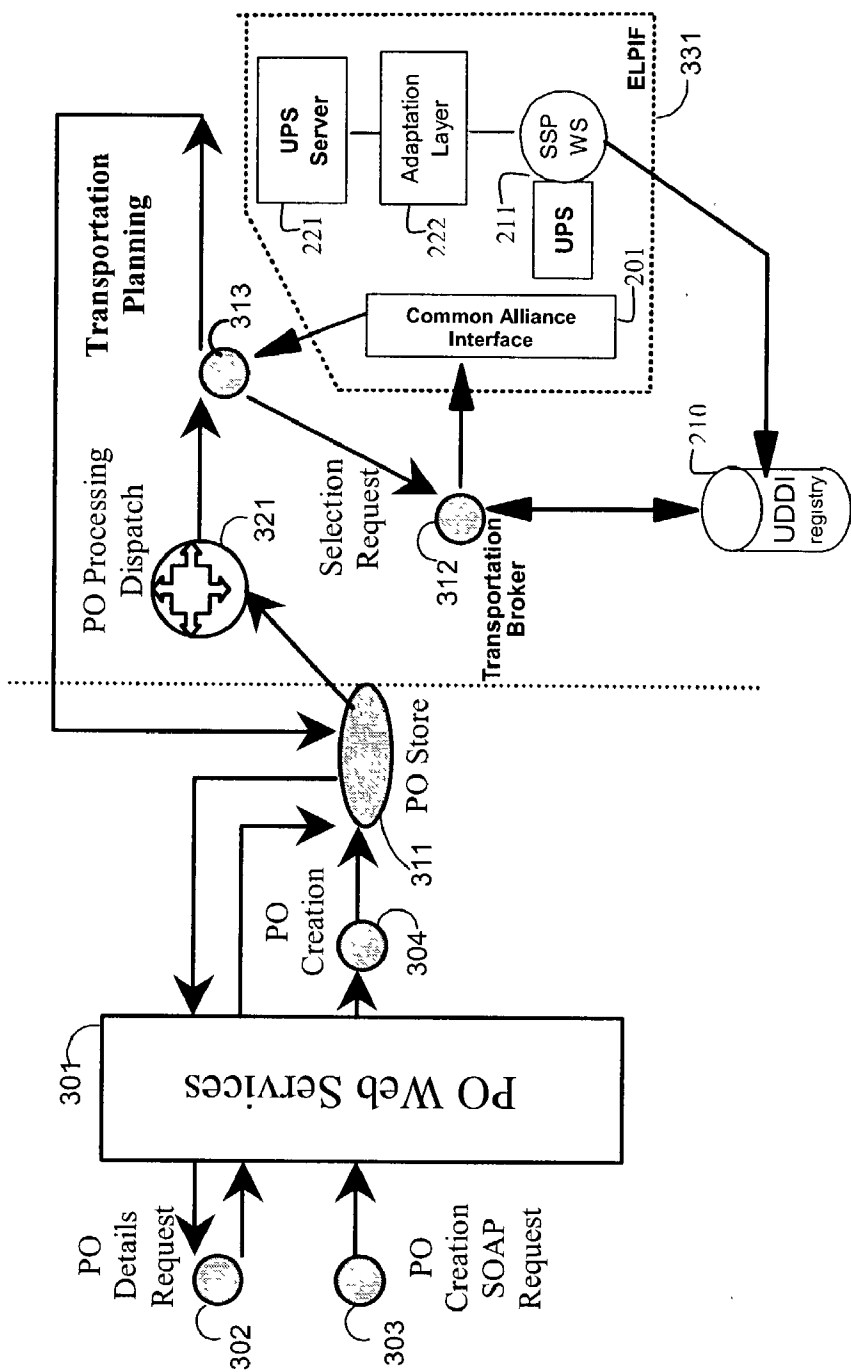 PO
Details
Request
302
303
PO
Creation
SOAP
Request
301
PO Web Services
PO
Creation
304
PO Store
311
PO Processing
Dispatch
321
Transportation
Planning
313
Selection
Request
312
Transportation
Broker
UPS
Server
221
Adaptation
Layer
222
SSP
WS
211
UPS
Common Alliance
Interface
201
ELPIF
331
210
UDDI
registry